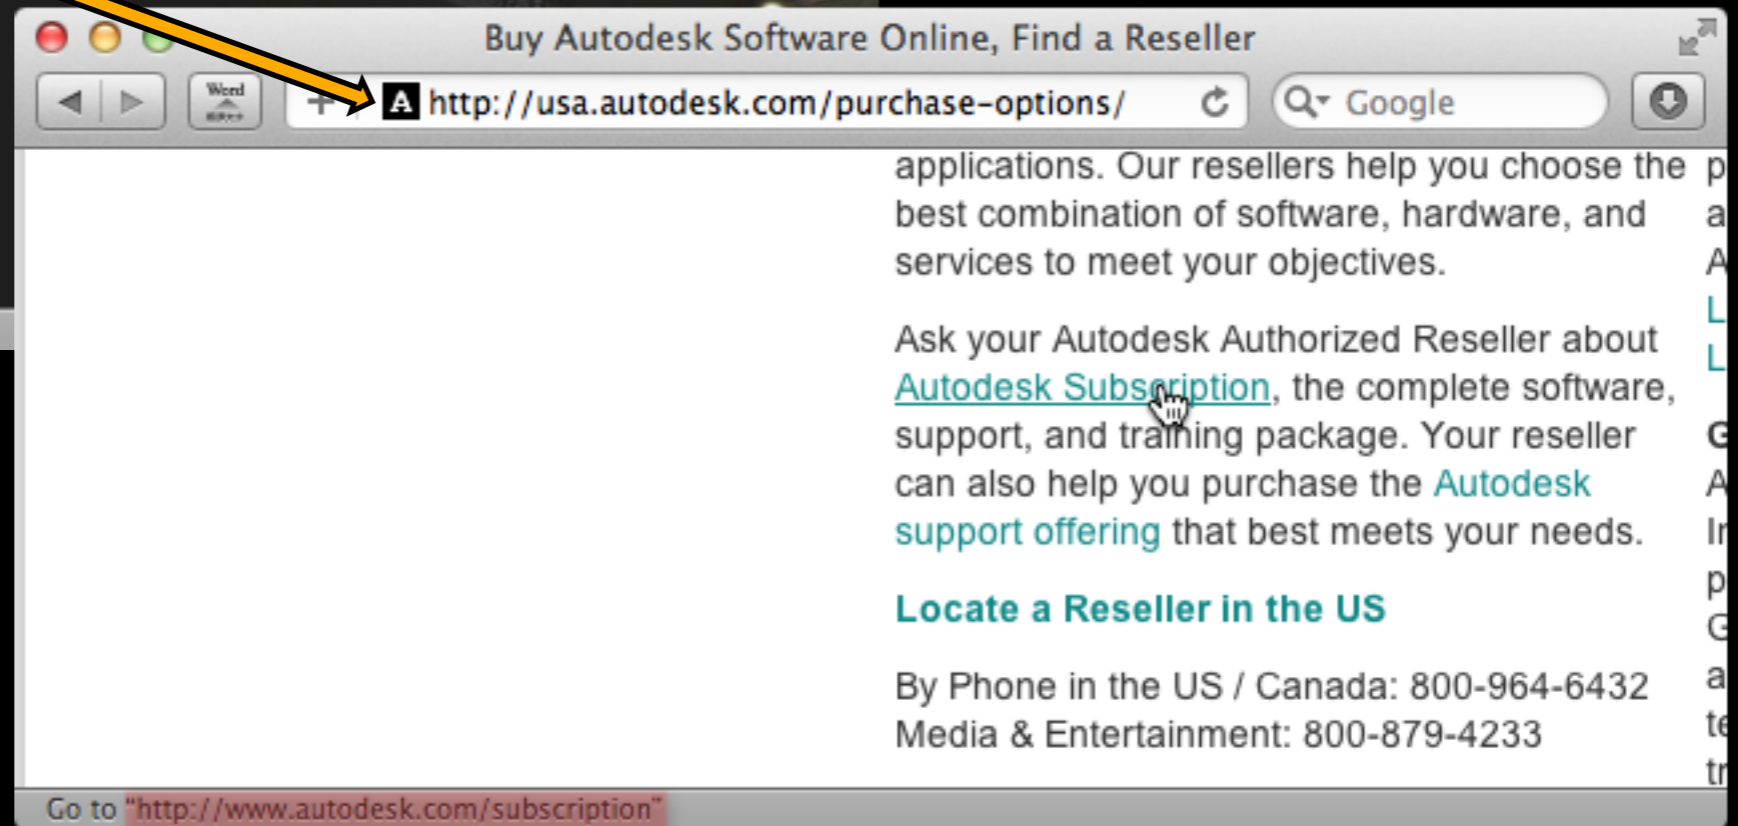 Buy Autodesk Software Online, Find a Reseller
Word
A http://usa.autodesk.com/purchase-options/
Google
applications. Our resellers help you choose the p
best combination of software, hardware, and a
services to meet your objectives. A
L
Ask your Autodesk Authorized Reseller about L
Autodesk Subscription, the complete software,
support, and training package. Your reseller G
can also help you purchase the Autodesk A
support offering that best meets your needs. In
p
Locate a Reseller in the US G
By Phone in the US / Canada: 800-964-6432 a
Media & Entertainment: 800-879-4233 te
tr
Go to “http://www.autodesk.com/subscription”